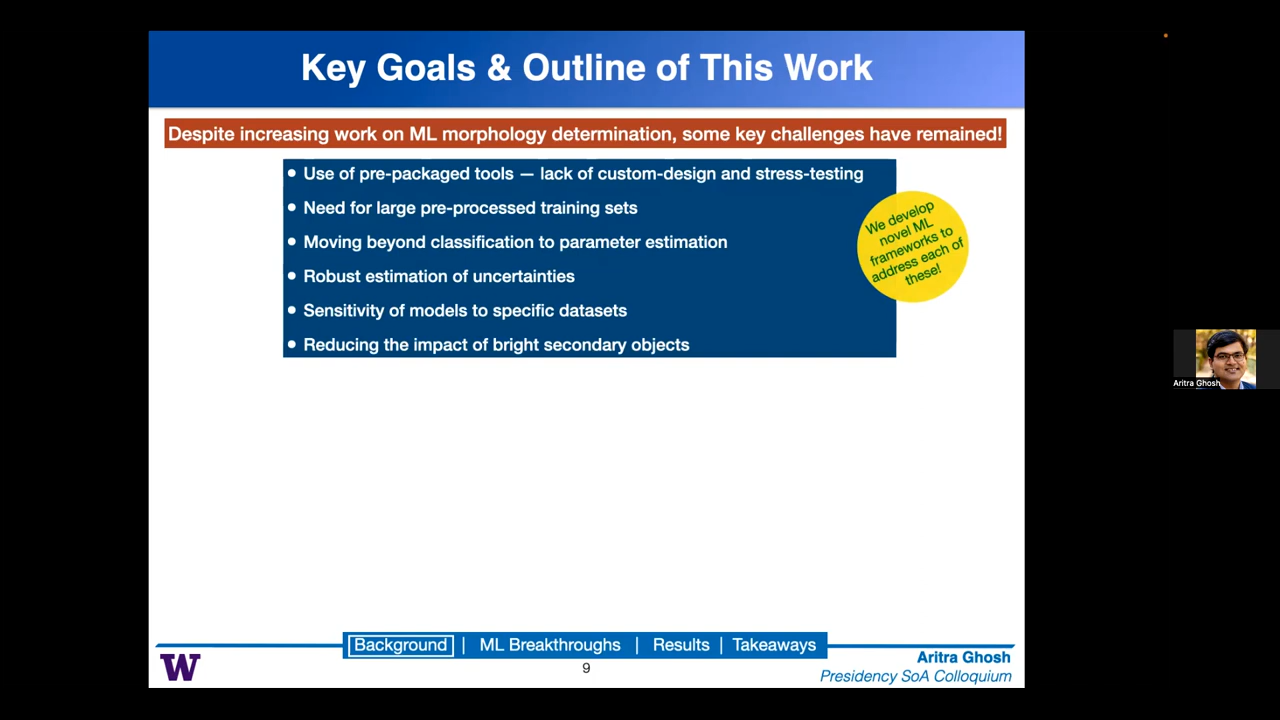 Key Goals & Outline of This Work
Despite increasing work on ML morphology determination, some key challenges have remained!
• Use of pre-packaged tools — lack of custom-design and stress-testing
• Need for large pre-processed training sets
• Moving beyond classification to parameter estimation
• Robust estimation of uncertainties
• Sensitivity of models to specific datasets
• Reducing the impact of bright secondary objects
We develop
novel ML
frameworks to
address each of
these!
Aritra Ghosh
Background | ML Breakthroughs | Results | Takeaways
W
9
Aritra Ghosh
Presidency SoA Colloquium